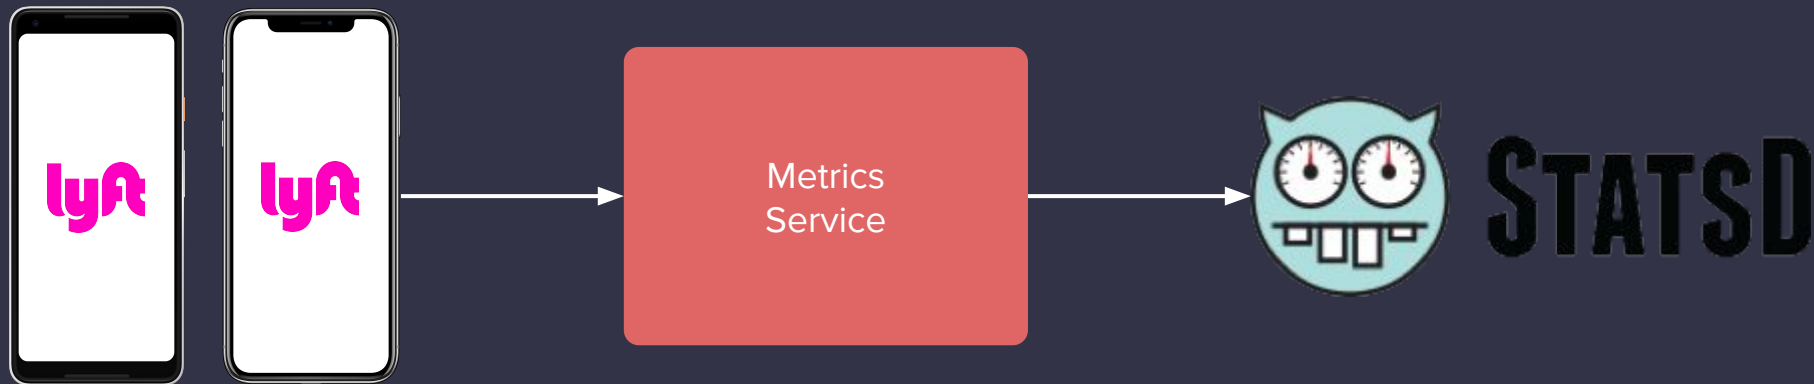 lyft
lyft
Metrics
Service
STATSD